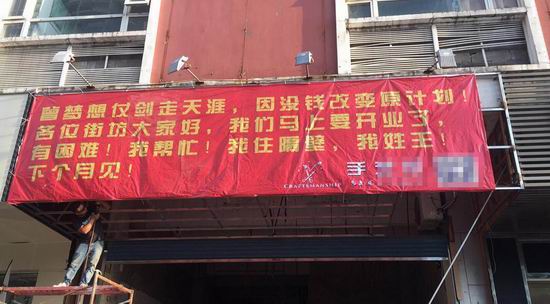 曾梦想仗剑走天涯，因没钱改变嘿计划！
各位街坊大家好，我们马上要开业了，
有困难！我帮忙！我住隔壁，我姓王！
下个月见！
手
CRAFTSMANSHIP